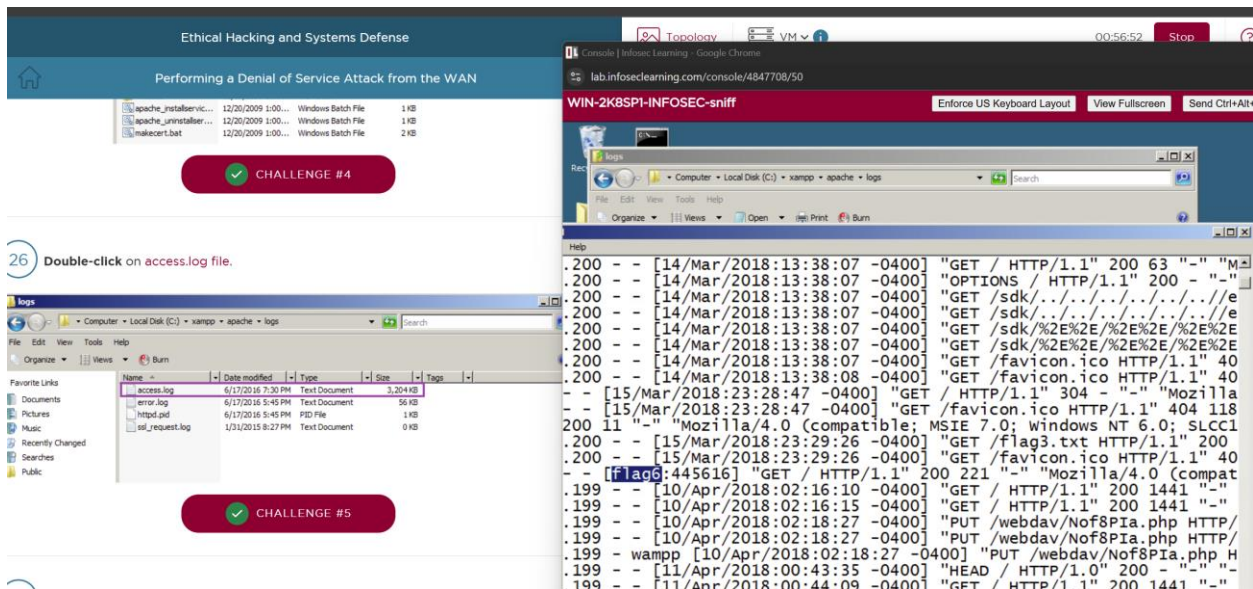 Ethical Hacking and Systems Defense
Performing a Denial of Service Attack from the WAN
apache_installservic... 12/20/2009 1:00... Windows Batch File 1 KB
apache_uninstallser... 12/20/2009 1:00... Windows Batch File 1 KB
makecert.bat 12/20/2009 1:00... Windows Batch File 2 KB
CHALLENGE #4
26 Double-click on access.log file.
logs
Computer Local Disk (C:) xampp apache logs Search
File Edit View Tools Help
Organize Views Burn
Favorite Links
Documents
Pictures
Music
Recently Changed
Searches
Public
Name Date modified Type Size Tags
access.log 6/17/2016 7:30 PM Text Document 3,204 KB
error.log 6/17/2016 5:45 PM Text Document 56 KB
httpd.pid 6/17/2016 5:45 PM PID File 1 KB
ssl_request.log 1/31/2015 8:27 PM Text Document 0 KB
CHALLENGE #5
Topology VM 00:56:52 Stop
Console | Infosec Learning - Google Chrome
lab.infoseclearning.com/console/4847708/50
WIN-2K8SP1-INFOSEC-sniff Enforce US Keyboard Layout View Fullscreen Send Ctrl+Alt+
Rec
logs
Computer Local Disk (C:) xampp apache logs Search
File Edit View Tools Help
Organize Views Open Print Burn
Help
.200 - - [14/Mar/2018:13:38:07 -0400] "GET / HTTP/1.1" 200 63 "-" "M
.200 - - [14/Mar/2018:13:38:07 -0400] "OPTIONS / HTTP/1.1" 200 - "-"
.200 - - [14/Mar/2018:13:38:07 -0400] "GET /sdk/../../../../../..//e
.200 - - [14/Mar/2018:13:38:07 -0400] "GET /sdk/../../../../../..//e
.200 - - [14/Mar/2018:13:38:07 -0400] "GET /sdk/%2E%2E/%2E%2E/%2E%2E
.200 - - [14/Mar/2018:13:38:07 -0400] "GET /sdk/%2E%2E/%2E%2E/%2E%2E
.200 - - [14/Mar/2018:13:38:07 -0400] "GET /favicon.ico HTTP/1.1" 40
.200 - - [14/Mar/2018:13:38:08 -0400] "GET /favicon.ico HTTP/1.1" 40
- - [15/Mar/2018:23:28:47 -0400] "GET / HTTP/1.1" 304 - "-" "Mozilla
- - [15/Mar/2018:23:28:47 -0400] "GET /favicon.ico HTTP/1.1" 404 118
200 11 "-" "Mozilla/4.0 (compatible; MSIE 7.0; Windows NT 6.0; SLCC1
.200 - - [15/Mar/2018:23:29:26 -0400] "GET /flag3.txt HTTP/1.1" 200
.200 - - [15/Mar/2018:23:29:26 -0400] "GET /favicon.ico HTTP/1.1" 40
- - [flag6:445616] "GET / HTTP/1.1" 200 221 "-" "Mozilla/4.0 (compat
.199 - - [10/Apr/2018:02:16:10 -0400] "GET / HTTP/1.1" 200 1441 "-"
.199 - - [10/Apr/2018:02:16:15 -0400] "GET / HTTP/1.1" 200 1441 "-"
.199 - - [10/Apr/2018:02:18:27 -0400] "PUT /webdav/Nof8PIa.php HTTP/
.199 - - [10/Apr/2018:02:18:27 -0400] "PUT /webdav/Nof8PIa.php HTTP/
.199 - wampp [10/Apr/2018:02:18:27 -0400] "PUT /webdav/Nof8PIa.php H
.199 - - [11/Apr/2018:00:43:35 -0400] "HEAD / HTTP/1.0" 200 - "-" "-
.199 - - [11/Apr/2018:00:44:09 -0400] "GET / HTTP/1.1" 200 1441 "-"